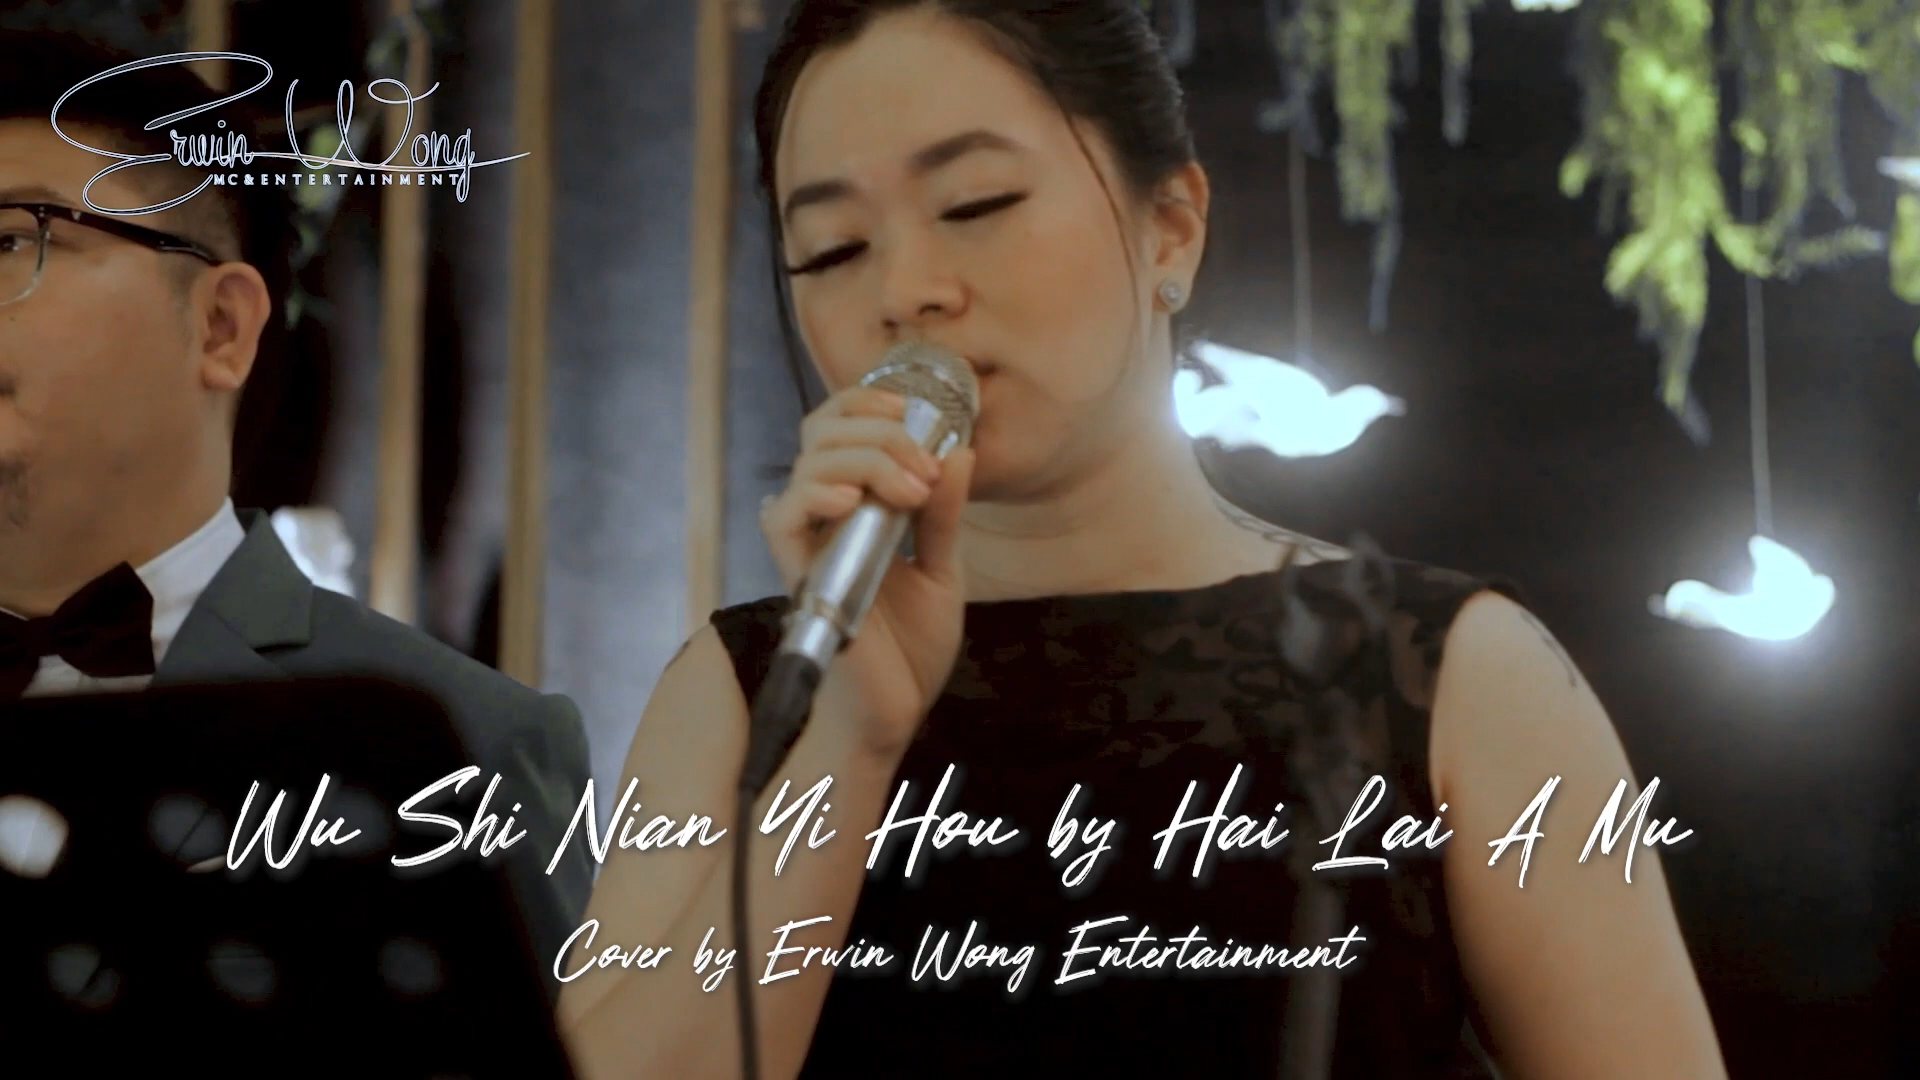 Erwin Wong
MC & ENTERTAINMENT
Wu Shi Nian Yi Hou by Hai Lai A Mu
Cover by Erwin Wong Entertainment